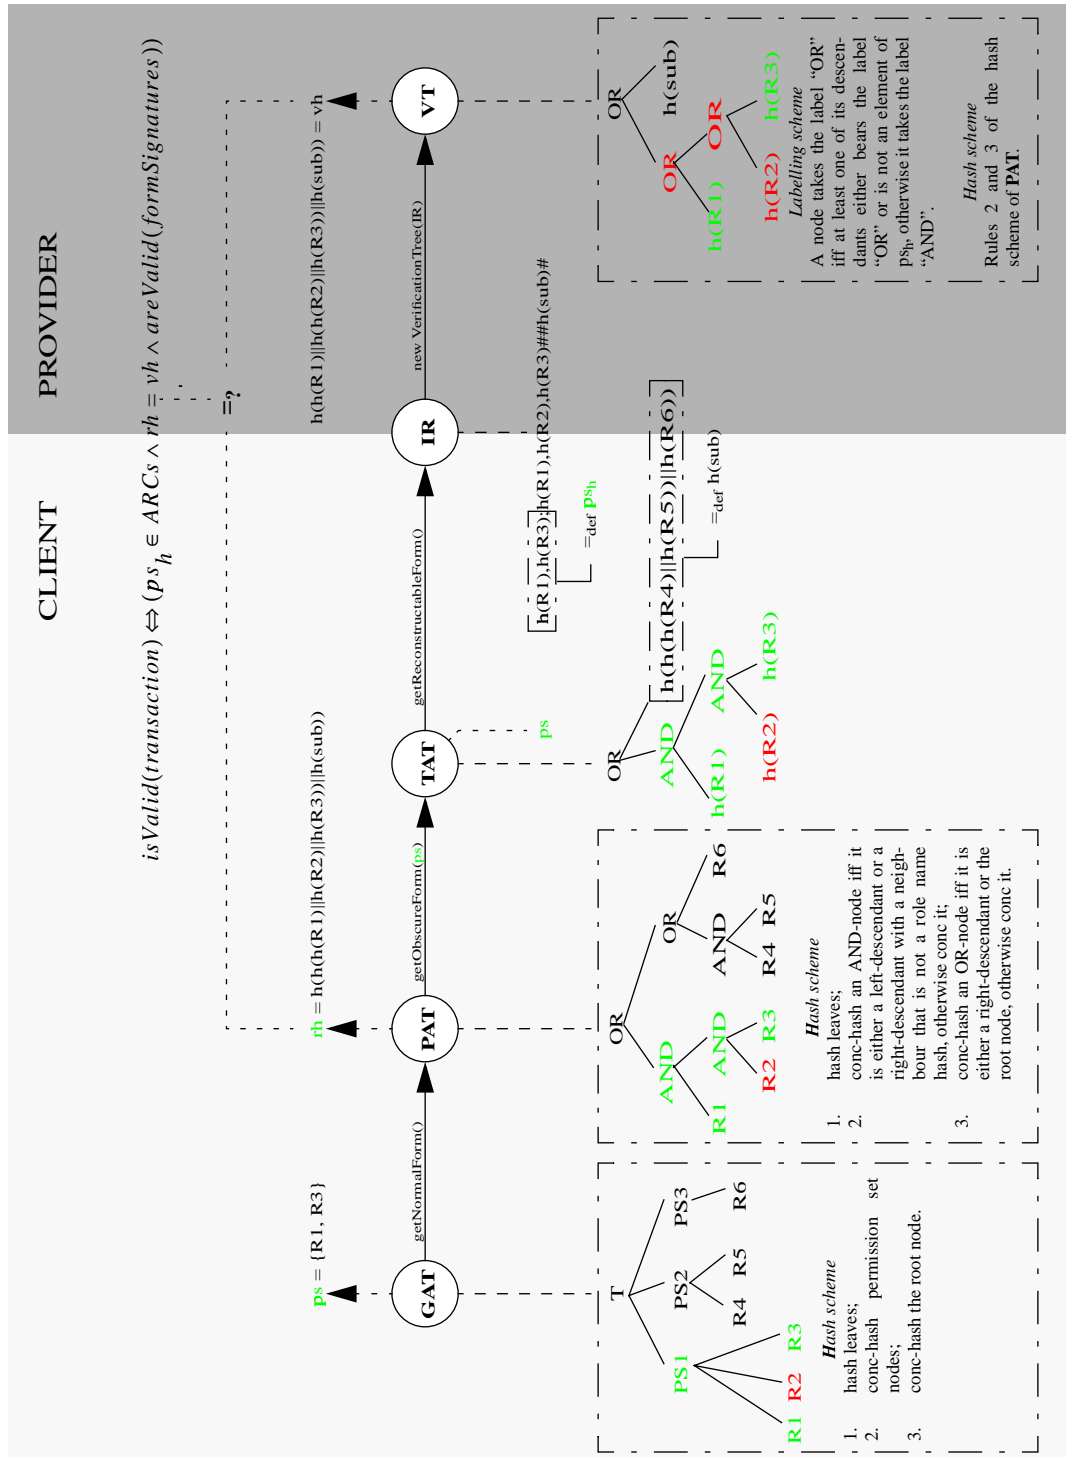 CLIENT PROVIDER
isValid(transaction) ⇔ (ps_h ∈ ARCs ∧ rh = vh ∧ areValid(formSignatures))
=?
ps = {R1, R3}
rh = h(h(R1)||h(R2)||h(R3))||h(sub))
h(h(R1)||h(h(R2)||h(R3))||h(sub)) = vh
GAT
getNormalForm()
PAT
getObscureForm(ps)
TAT
getReconstructableForm()
IR
new VerificationTree(IR)
VT
ps
h(R1),h(R3);h(R1),h(R2),h(R3)##h(sub)#
=def ps_h
T
PS1 PS2 PS3
R4 R5 R6
R1 R2 R3
Hash scheme
1. hash leaves;
2. conc-hash permission set
nodes;
3. conc-hash the root node.
OR
AND OR
R1 AND AND R6
R2 R3 R4 R5
Hash scheme
1. hash leaves;
2. conc-hash an AND-node iff it
is either a left-descendant or a
right-descendant with a neigh-
bour that is not a role name
hash, otherwise conc it;
3. conc-hash an OR-node iff it is
either a right-descendant or the
root node, otherwise conc it.
OR
AND h(h(h(R4)||h(R5))||h(R6))
=def h(sub)
h(R1) AND
h(R2) h(R3)
OR
OR h(sub)
h(R1) OR
h(R2) h(R3)
Labelling scheme
A node takes the label “OR”
iff at least one of its descen-
dants either bears the label
“OR” or is not an element of
ps_h, otherwise it takes the label
“AND”.
Hash scheme
Rules 2 and 3 of the hash
scheme of PAT.